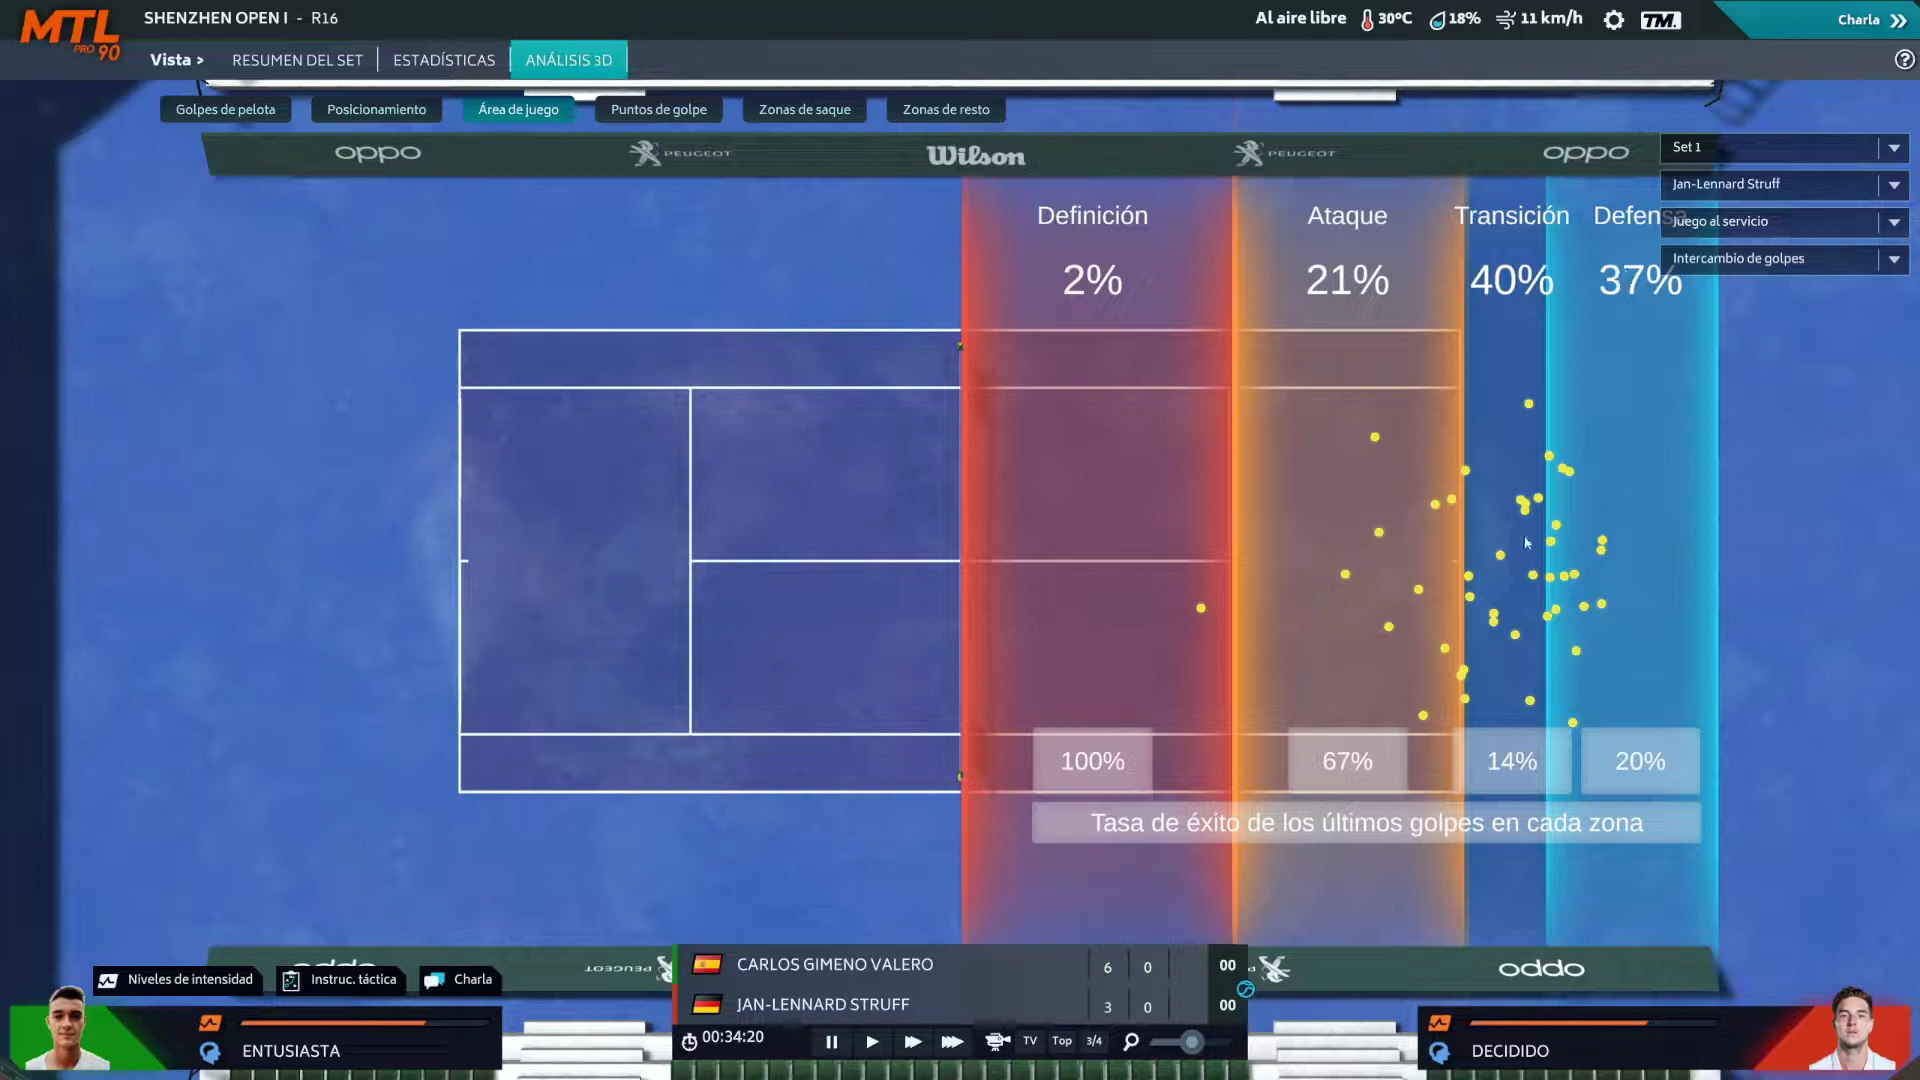 MTL
PRO 90
SHENZHEN OPEN I - R16
Al aire libre 30ºC 18% 11 km/h TM. Charla
Vista > RESUMEN DEL SET ESTADÍSTICAS ANÁLISIS 3D
Golpes de pelota Posicionamiento Área de juego Puntos de golpe Zonas de saque Zonas de resto
oppo PEUGEOT Wilson PEUGEOT oppo
Set 1
Jan-Lennard Struff
Juego al servicio
Intercambio de golpes
Definición Ataque Transición Defensa
2% 21% 40% 37%
100% 67% 14% 20%
Tasa de éxito de los últimos golpes en cada zona
oppo PEUGEOT oppo
Niveles de intensidad Instruc. táctica Charla
CARLOS GIMENO VALERO 6 0 00
JAN-LENNARD STRUFF 3 0 00
00:34:20 TV Top 3/4
ENTUSIASTA
DECIDIDO